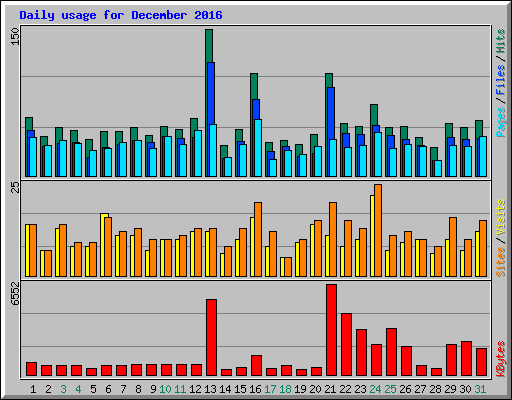 Daily usage for December 2016
150
Pages / Files / Hits
25
Sites / Visits
6552
KBytes
1 2 3 4 5 6 7 8 9 10 11 12 13 14 15 16 17 18 19 20 21 22 23 24 25 26 27 28 29 30 31